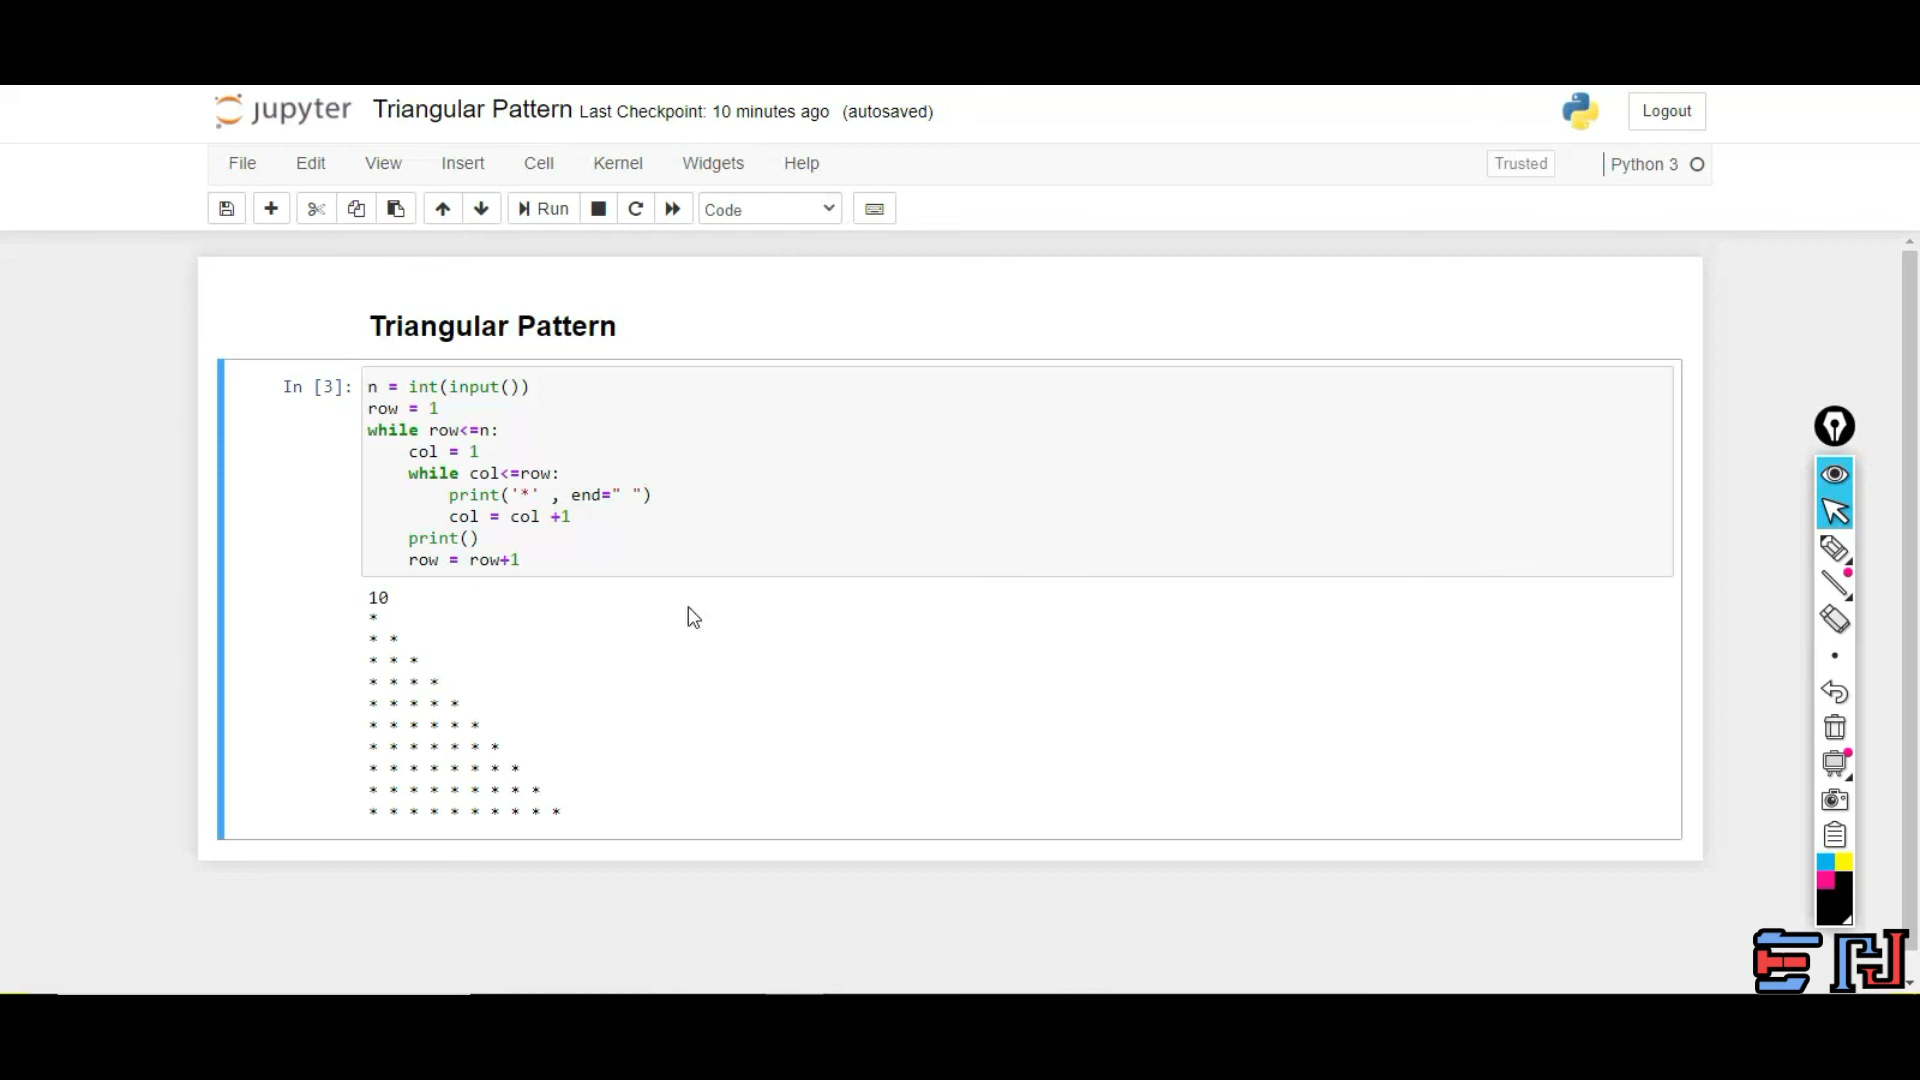 jupyter Triangular Pattern Last Checkpoint: 10 minutes ago (autosaved) Logout
File Edit View Insert Cell Kernel Widgets Help Trusted Python 3
Run Code
Triangular Pattern
In [3]: n = int(input())
row = 1
while row<=n:
    col = 1
    while col<=row:
        print('*' , end=" ")
        col = col +1
    print()
    row = row+1
10
*
* *
* * *
* * * *
* * * * *
* * * * * *
* * * * * * *
* * * * * * * *
* * * * * * * * *
* * * * * * * * * *